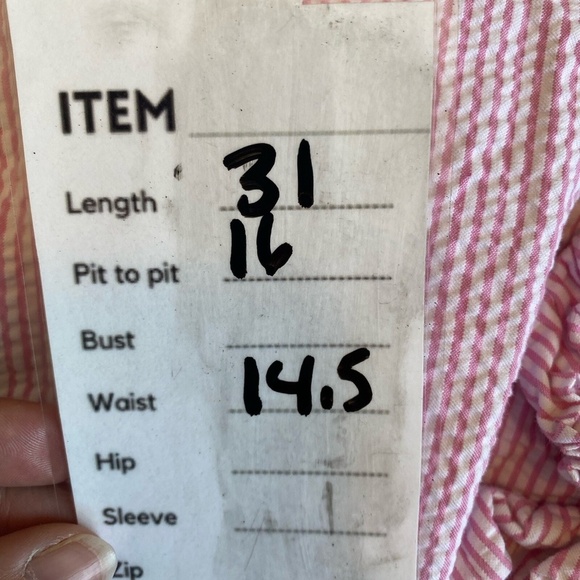 ITEM
Length 31
Pit to pit 16
Bust
Waist 14.5
Hip
Sleeve
Zip